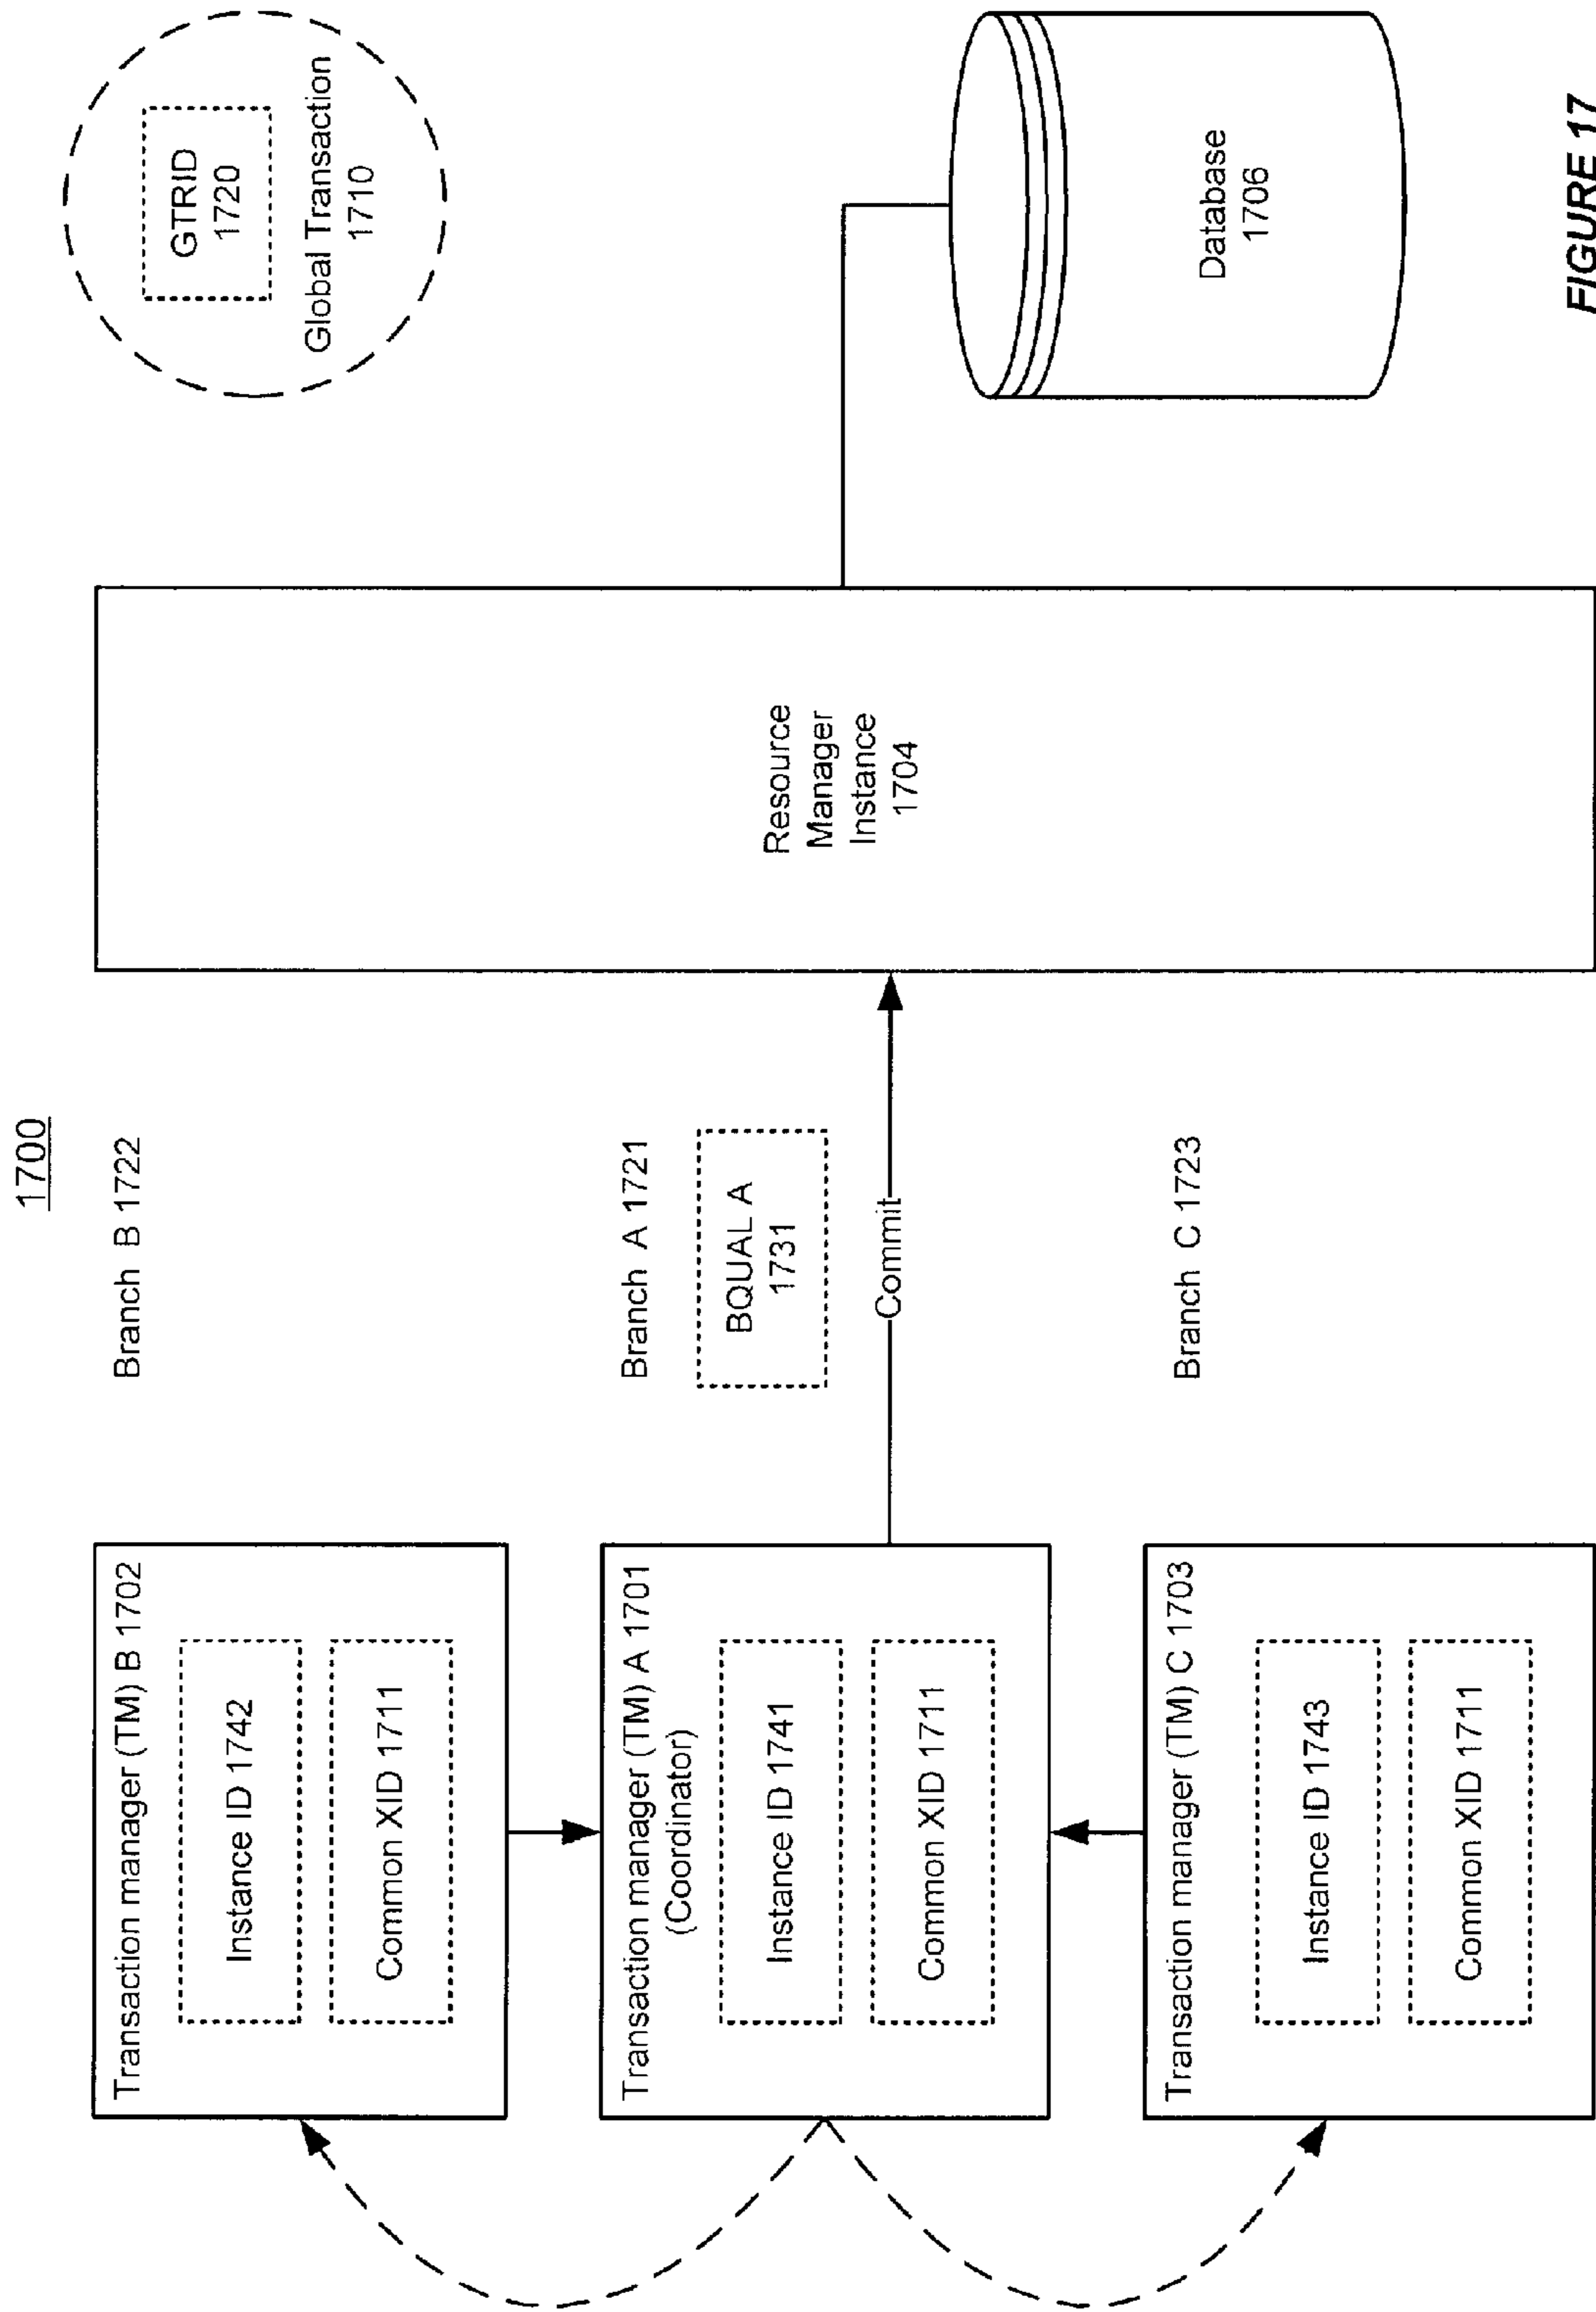 1700
Transaction manager (TM) B 1702
Instance ID 1742
Common XID 1711
Branch B 1722
Transaction manager (TM) A 1701
(Coordinator)
Instance ID 1741
Common XID 1711
Branch A 1721
BQUAL A
1731
Commit
Transaction manager (TM) C 1703
Instance ID 1743
Common XID 1711
Branch C 1723
Resource
Manager
Instance
1704
GTRID
1720
Global Transaction
1710
Database
1706
FIGURE 17